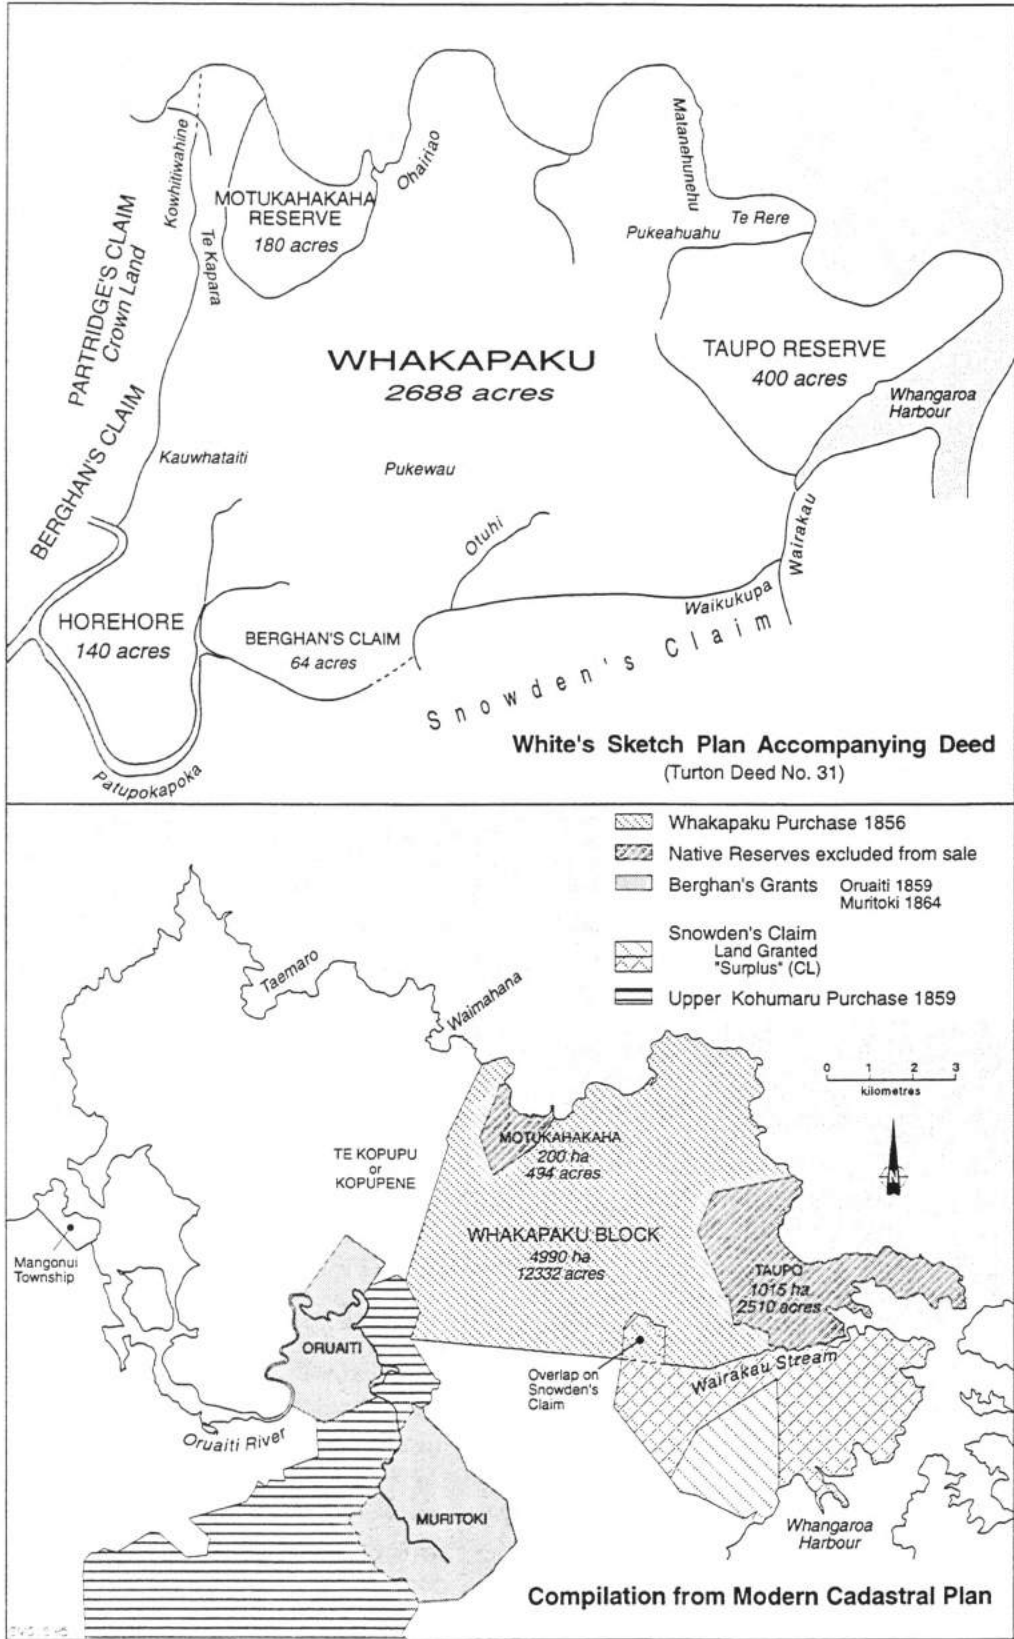 Kowhitiwahine
Ohairiao
Matanehunehu
MOTUKAHAKAHA
RESERVE
180 acres
Te Rere
Pukeahuahu
Te Kapara
PARTRIDGE'S CLAIM
Crown Land
WHAKAPAKU
2688 acres
TAUPO RESERVE
400 acres
Whangaroa
Harbour
BERGHAN'S CLAIM
Kauwhataiti
Pukewau
Otuhi
Wairakau
Waikukupa
HOREHORE
140 acres
BERGHAN'S CLAIM
64 acres
Snowden's Claim
Patupokapoka
White's Sketch Plan Accompanying Deed
(Turton Deed No. 31)
Whakapaku Purchase 1856
Native Reserves excluded from sale
Berghan's Grants Oruaiti 1859
Muritoki 1864
Snowden's Claim
Land Granted
"Surplus" (CL)
Upper Kohumaru Purchase 1859
Taemaro
Waimahana
0 1 2 3
kilometres
N
MOTUKAHAKAHA
200 ha
494 acres
TE KOPUPU
or
KOPUPENE
WHAKAPAKU BLOCK
4990 ha
12332 acres
TAUPO
1015 ha
2510 acres
Mangonui
Township
ORUAITI
Overlap on
Snowden's
Claim
Wairakau Stream
Oruaiti River
MURITOKI
Whangaroa
Harbour
Compilation from Modern Cadastral Plan